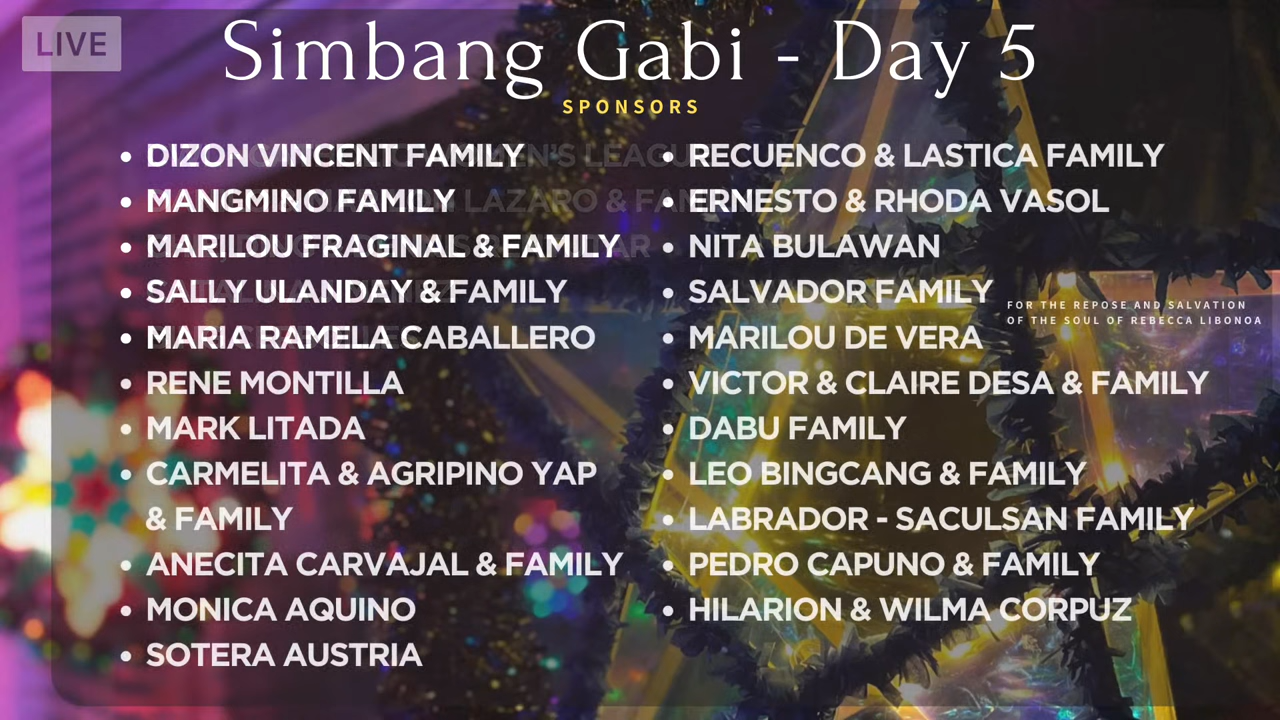 LIVE
Simbang Gabi - Day 5
SPONSORS
• DIZON VINCENT FAMILY
• MANGMINO FAMILY
• MARILOU FRAGINAL & FAMILY
• SALLY ULANDAY & FAMILY
• MARIA RAMELA CABALLERO
• RENE MONTILLA
• MARK LITADA
• CARMELITA & AGRIPINO YAP
& FAMILY
• ANECITA CARVAJAL & FAMILY
• MONICA AQUINO
• SOTERA AUSTRIA
• RECUENCO & LASTICA FAMILY
• ERNESTO & RHODA VASOL
• NITA BULAWAN
• SALVADOR FAMILY
FOR THE REPOSE AND SALVATION
OF THE SOUL OF REBECCA LIBONOA
• MARILOU DE VERA
• VICTOR & CLAIRE DESA & FAMILY
• DABU FAMILY
• LEO BINGCANG & FAMILY
• LABRADOR - SACULSAN FAMILY
• PEDRO CAPUNO & FAMILY
• HILARION & WILMA CORPUZ